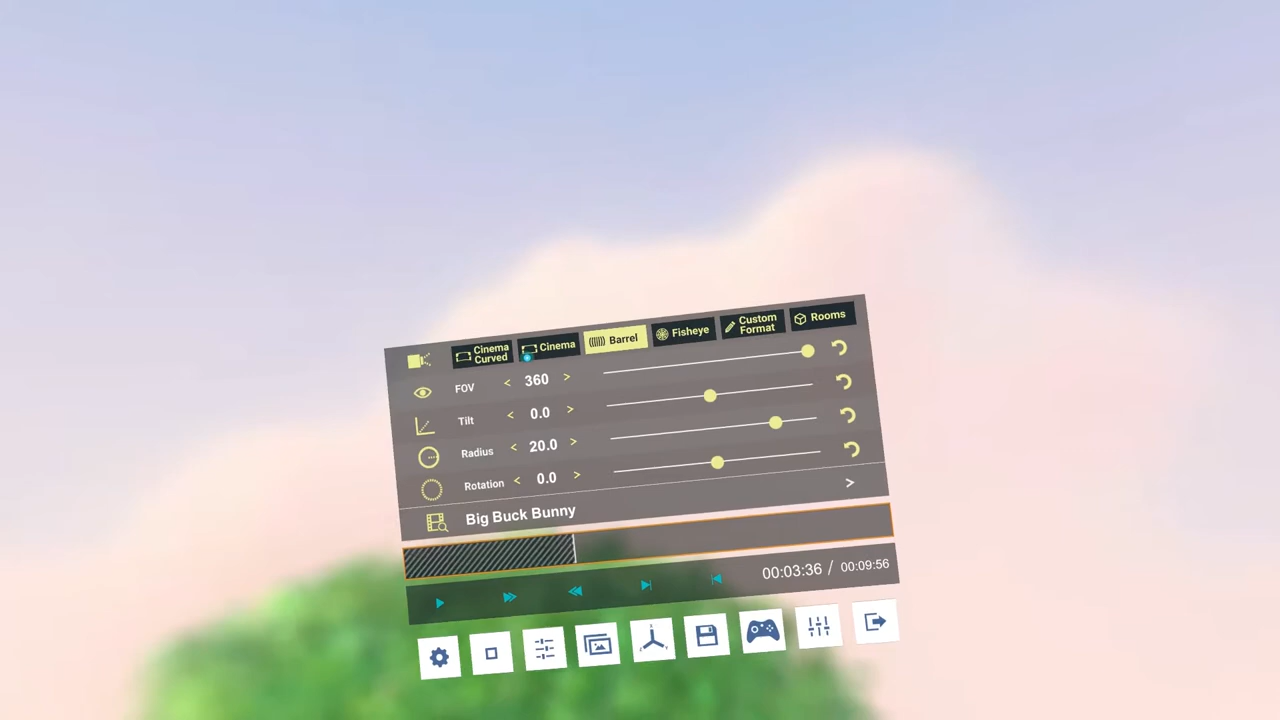 Cinema Curved
Cinema
Barrel
Fisheye
Custom Format
Rooms
FOV < 360 >
Tilt < 0.0 >
Radius < 20.0 >
Rotation < 0.0 >
Big Buck Bunny >
00:03:36 / 00:09:56